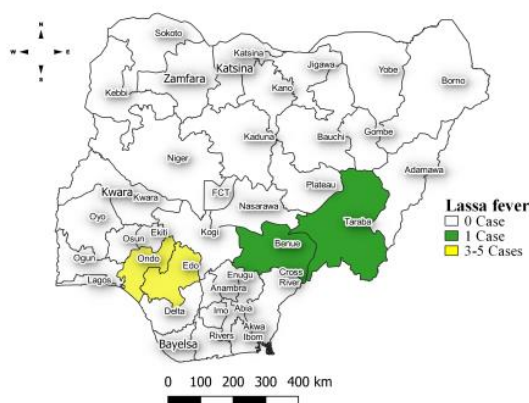 N
W E
S
Sokoto
Katsina
Zamfara Katsina Jigawa Yobe Borno
Kebbi Kano
Kaduna Bauchi Gombe
Niger Adamawa
Kwara FCT Plateau
Kwara Nasarawa Taraba
Oyo
Osun Ekiti Kogi Benue
Ogun Ondo Edo
Lagos Enugu Cross
Anambra River
Delta Imo Abia
Bayelsa Rivers Akwa
Ibom
Lassa fever
0 Case
1 Case
3-5 Cases
0 100 200 300 400 km